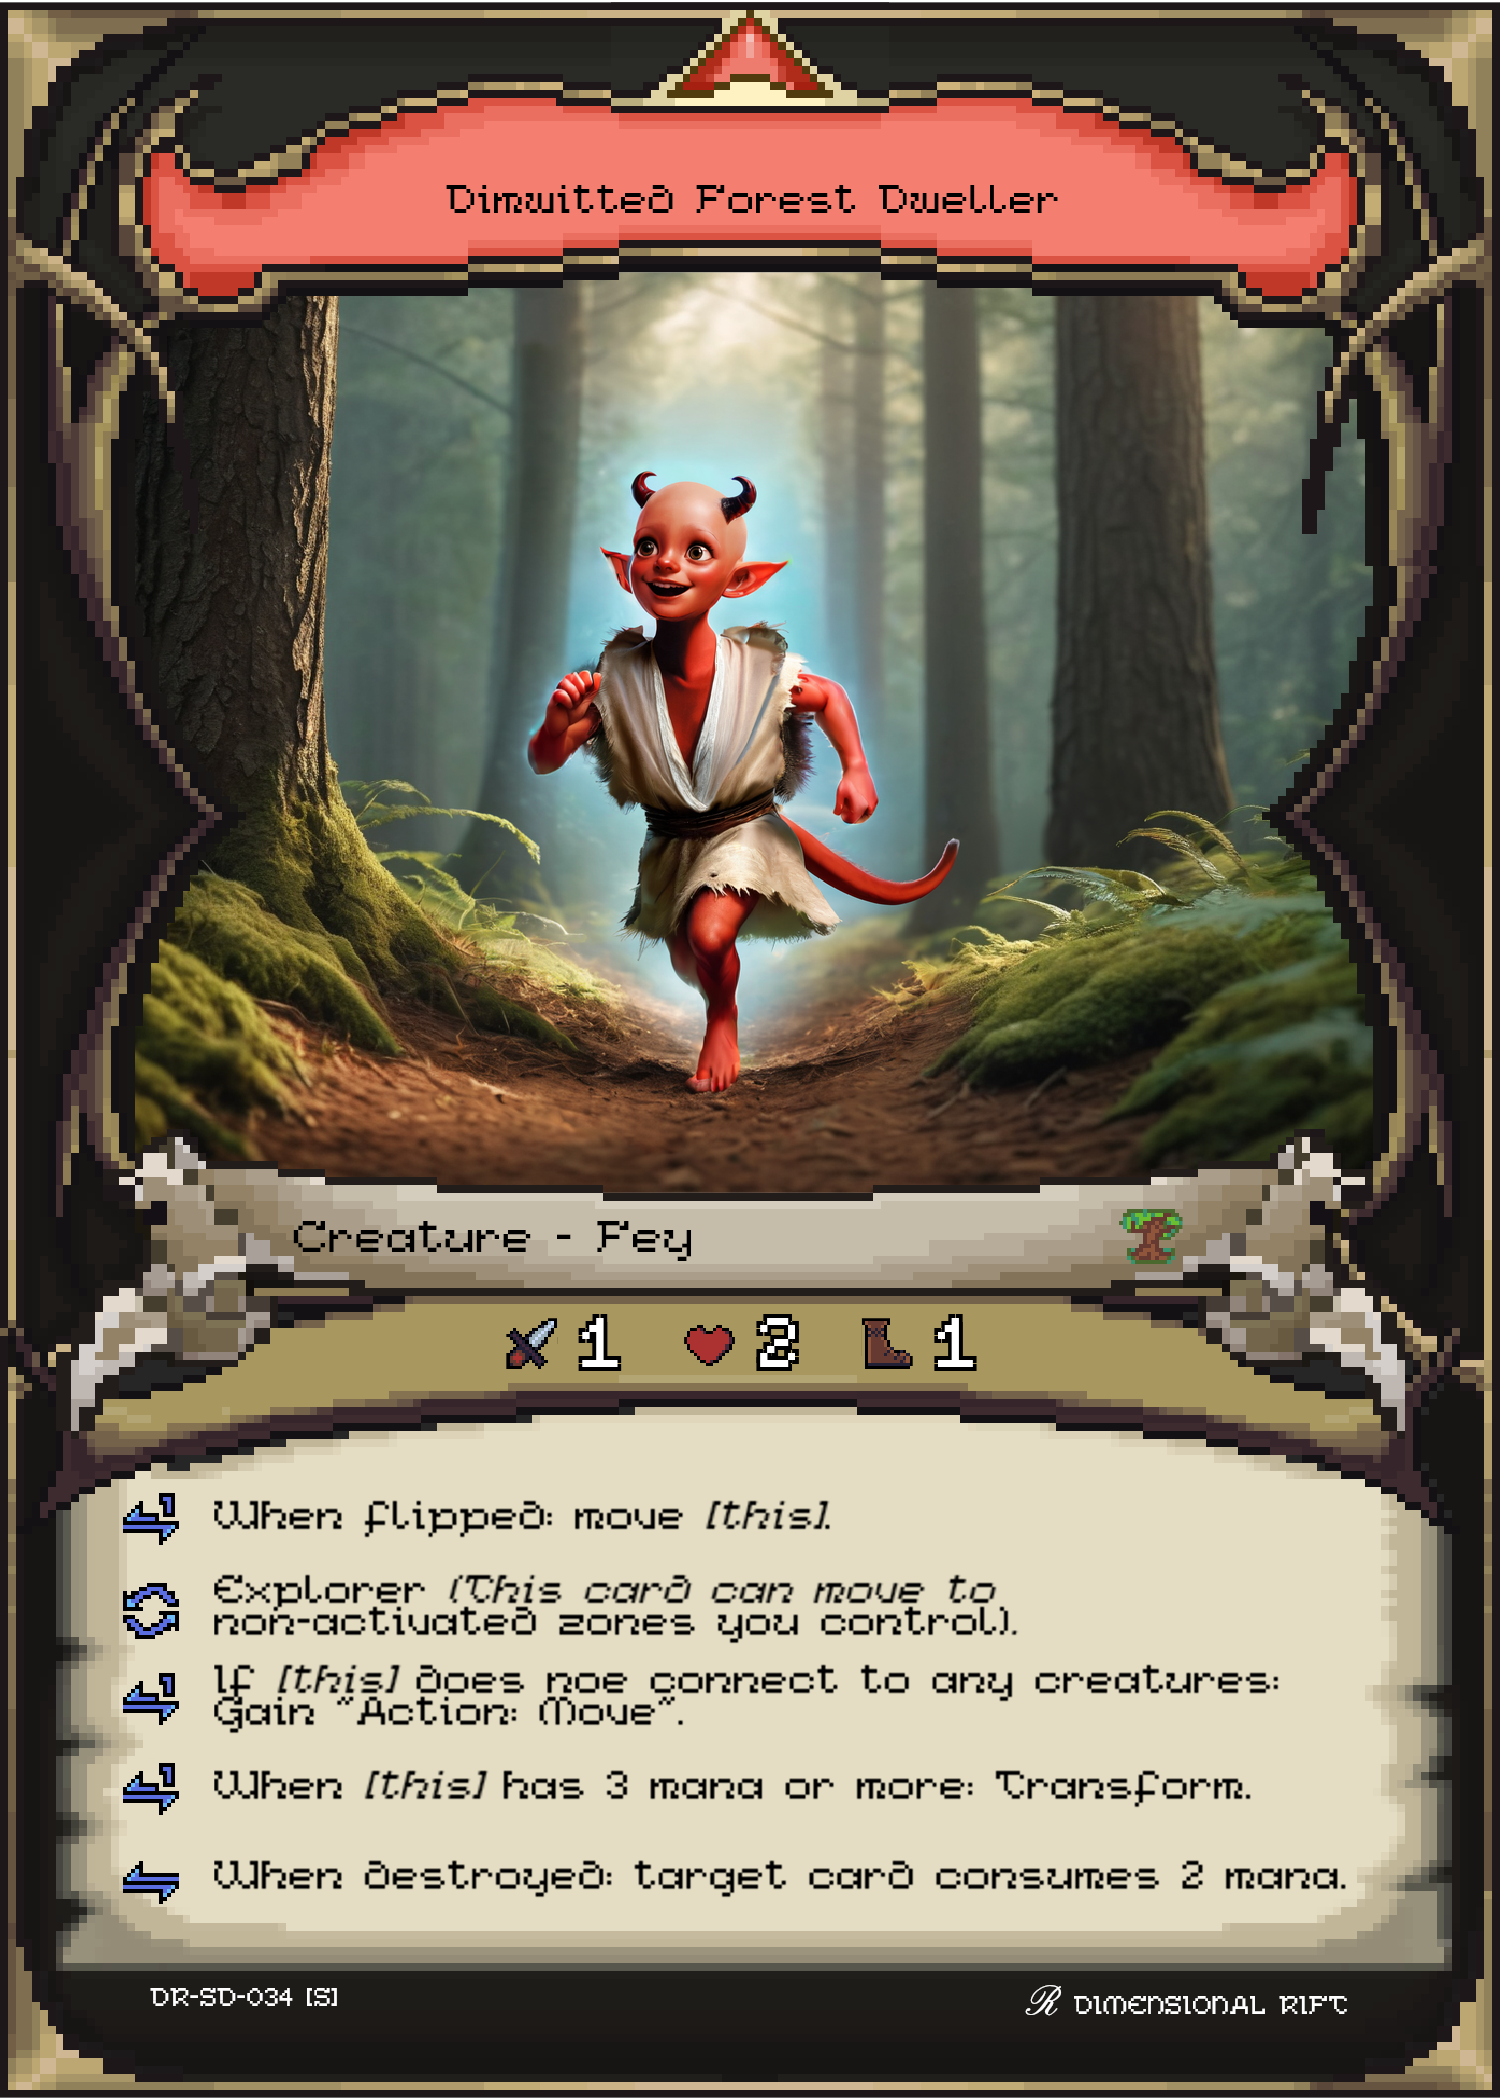 Dimwitted Forest Dweller
Creature - Fey
1 2 1
When flipped: move [this].
Explorer (This card can move to
non-activated zones you control).
If [this] does noe connect to any creatures:
Gain "Action: Move".
When [this] has 3 mana or more: Transform.
When destroyed: target card consumes 2 mana.
DR-SD-034 [S]
R DIMENSIONAL RIFT